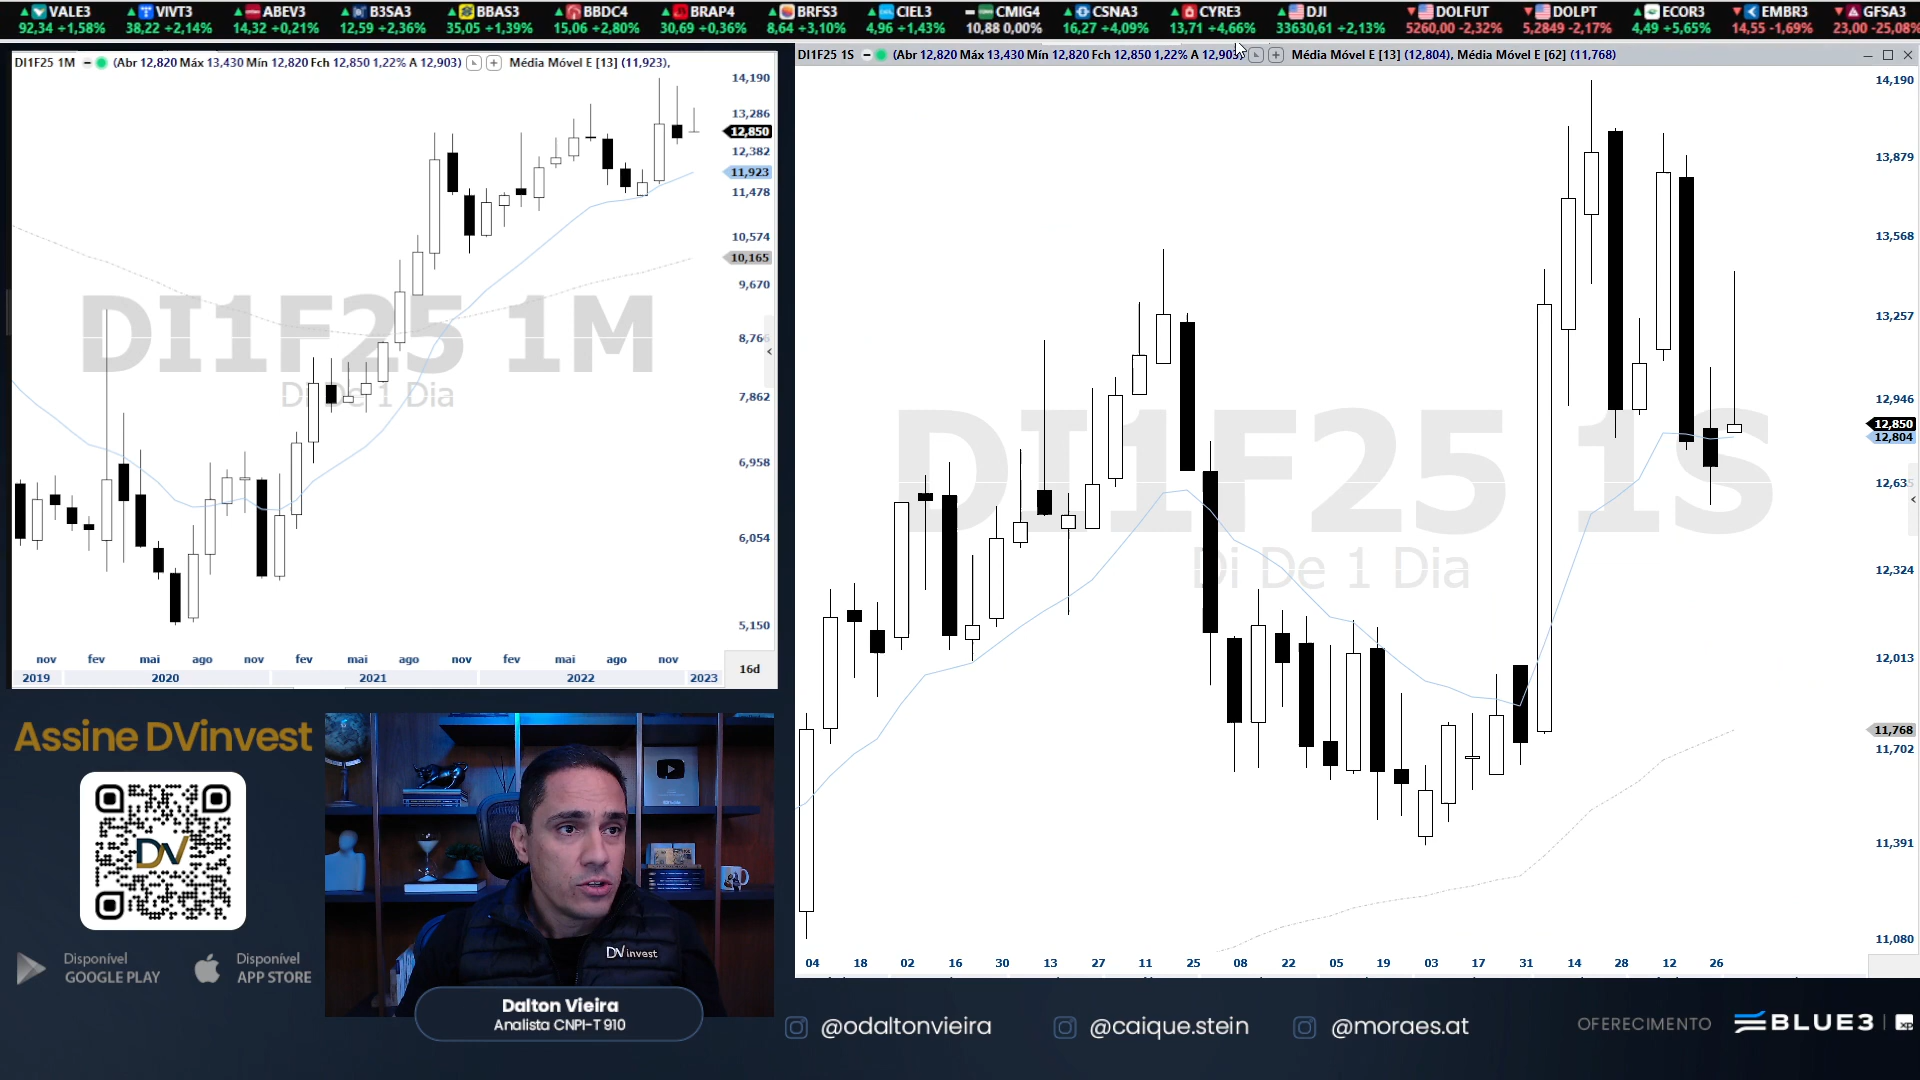 VALE3 VIVT3 ABEV3 B3SA3 BBAS3 BBDC4 BRAP4 BRFS3 CIEL3 CMIG4 CSNA3 CYRE3 DJI DOLFUT DOLPT ECOR3 EMBR3 GFSA3
92,34 +1,58% 38,22 +2,14% 14,32 +0,21% 12,59 +2,36% 35,05 +1,39% 15,06 +2,80% 30,69 +0,36% 8,64 +3,10% 4,96 +1,43% 10,88 0,00% 16,27 +4,09% 13,71 +4,66% 33630,61 +2,13% 5260,00 -2,32% 5,2849 -2,17% 4,49 +5,65% 14,55 -1,69% 23,00 -25,08%
DI1F25 1M (Abr 12,820 Máx 13,430 Mín 12,820 Fch 12,850 1,22% A 12,903) Média Móvel E [13] (11,923),
14,190
13,286
12,850
12,382
11,923
11,478
10,574
10,165
9,670
8,766
7,862
6,958
6,054
5,150
DI1F25 1M
Di De 1 Dia
nov fev mai ago nov fev mai ago nov fev mai ago nov
2019 2020 2021 2022 2023
16d
DI1F25 1S (Abr 12,820 Máx 13,430 Mín 12,820 Fch 12,850 1,22% A 12,903) Média Móvel E [13] (12,804), Média Móvel E [62] (11,768)
14,190
13,879
13,568
13,257
12,946
12,850
12,804
12,635
12,324
12,013
11,768
11,702
11,391
11,080
DI1F25 1S
Di De 1 Dia
04 18 02 16 30 13 27 11 25 08 22 05 19 03 17 31 14 28 12 26
Assine DVinvest
DV
Disponível
GOOGLE PLAY
Disponível
APP STORE
DVinvest
Dalton Vieira
Analista CNPI-T 910
@odaltonvieira
@caique.stein
@moraes.at
OFERECIMENTO
BLUE3
xp